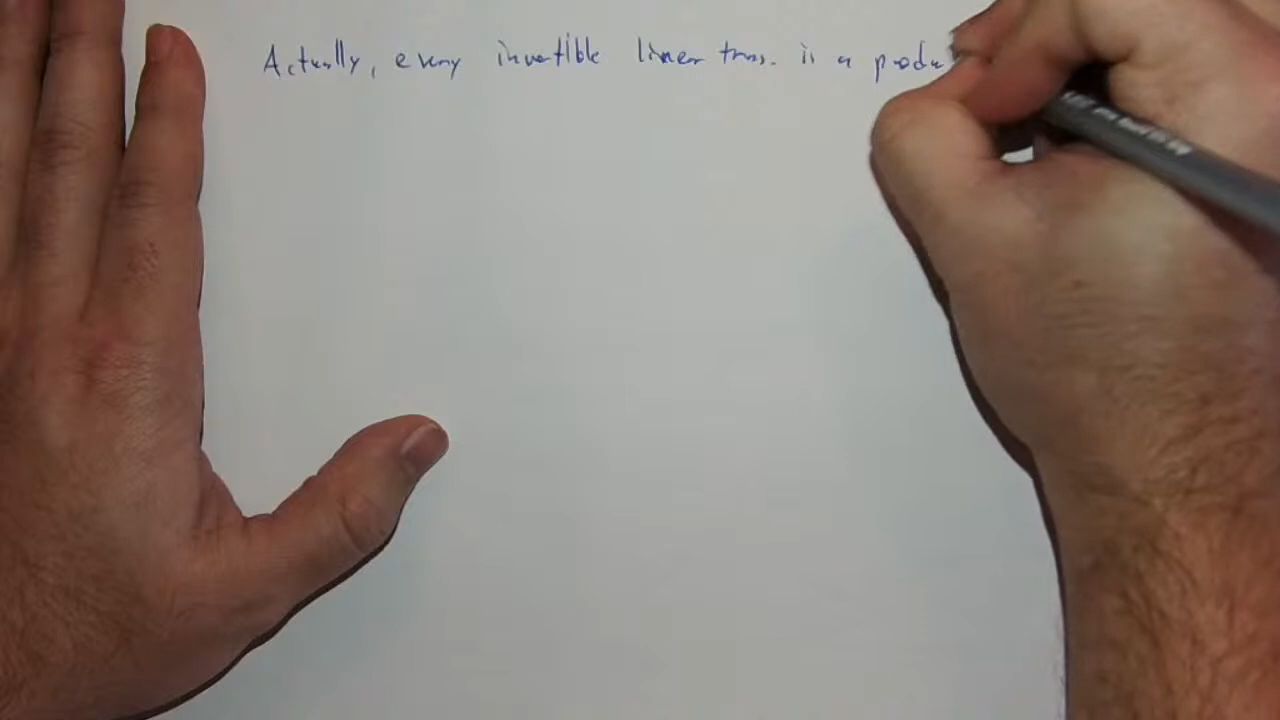 Actually, every invertible linear trans. is a produ